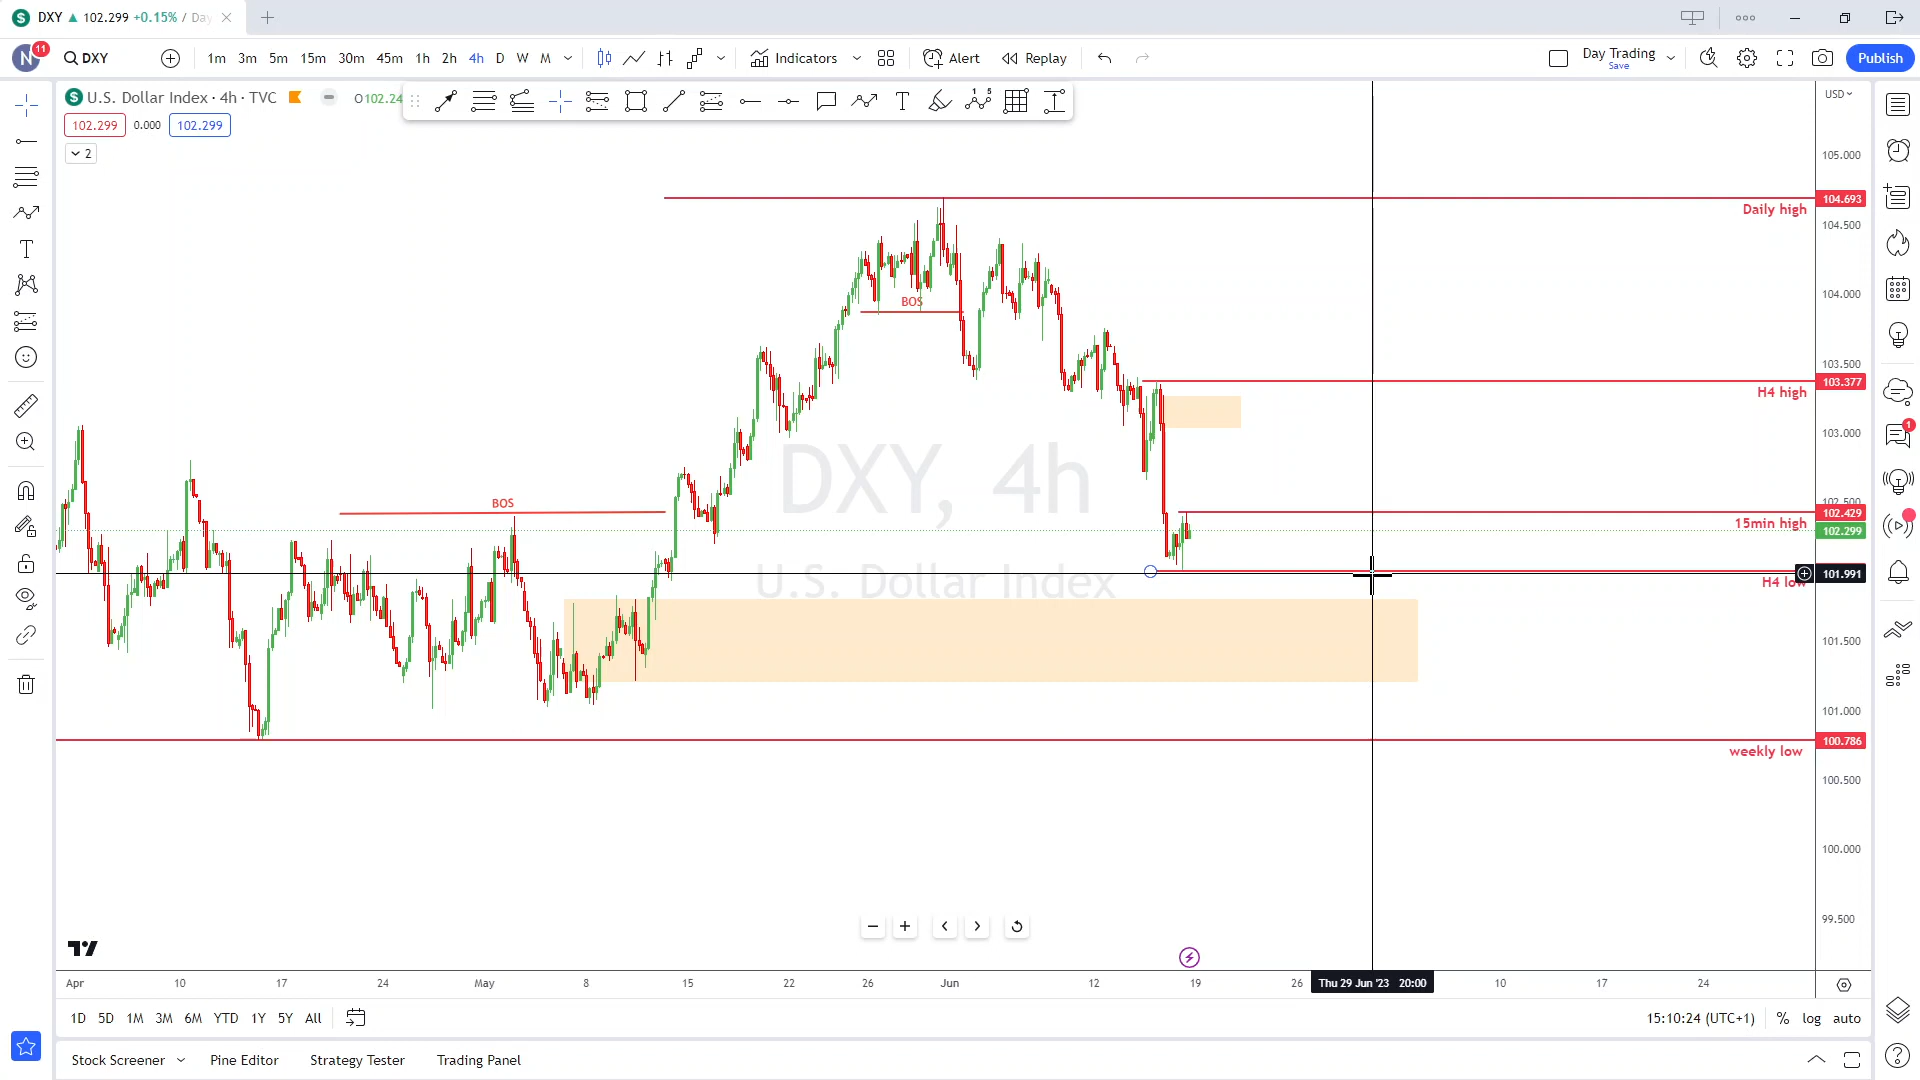 DXY ▲ 102.299 +0.15% / Day
N 11 DXY 1m 3m 5m 15m 30m 45m 1h 2h 4h D W M Indicators Alert Replay Day Trading Save Publish
U.S. Dollar Index · 4h · TVC O102.24
USD
102.299 0.000 102.299
2
105.000
104.693
Daily high
104.500
BOS
104.000
103.500
103.377
H4 high
103.000
DXY, 4h
BOS
102.500
102.429
15min high
102.299
U.S. Dollar Index
101.991
H4 low
101.500
101.000
100.786
weekly low
100.500
100.000
99.500
Apr 10 17 24 May 8 15 22 26 Jun 12 19 26 Thu 29 Jun '23 20:00 10 17 24
1D 5D 1M 3M 6M YTD 1Y 5Y All 15:10:24 (UTC+1) % log auto
Stock Screener Pine Editor Strategy Tester Trading Panel